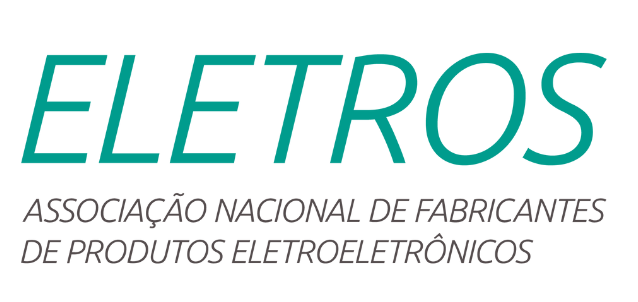 ELETROS
ASSOCIAÇÃO NACIONAL DE FABRICANTES
DE PRODUTOS ELETROELETRÔNICOS